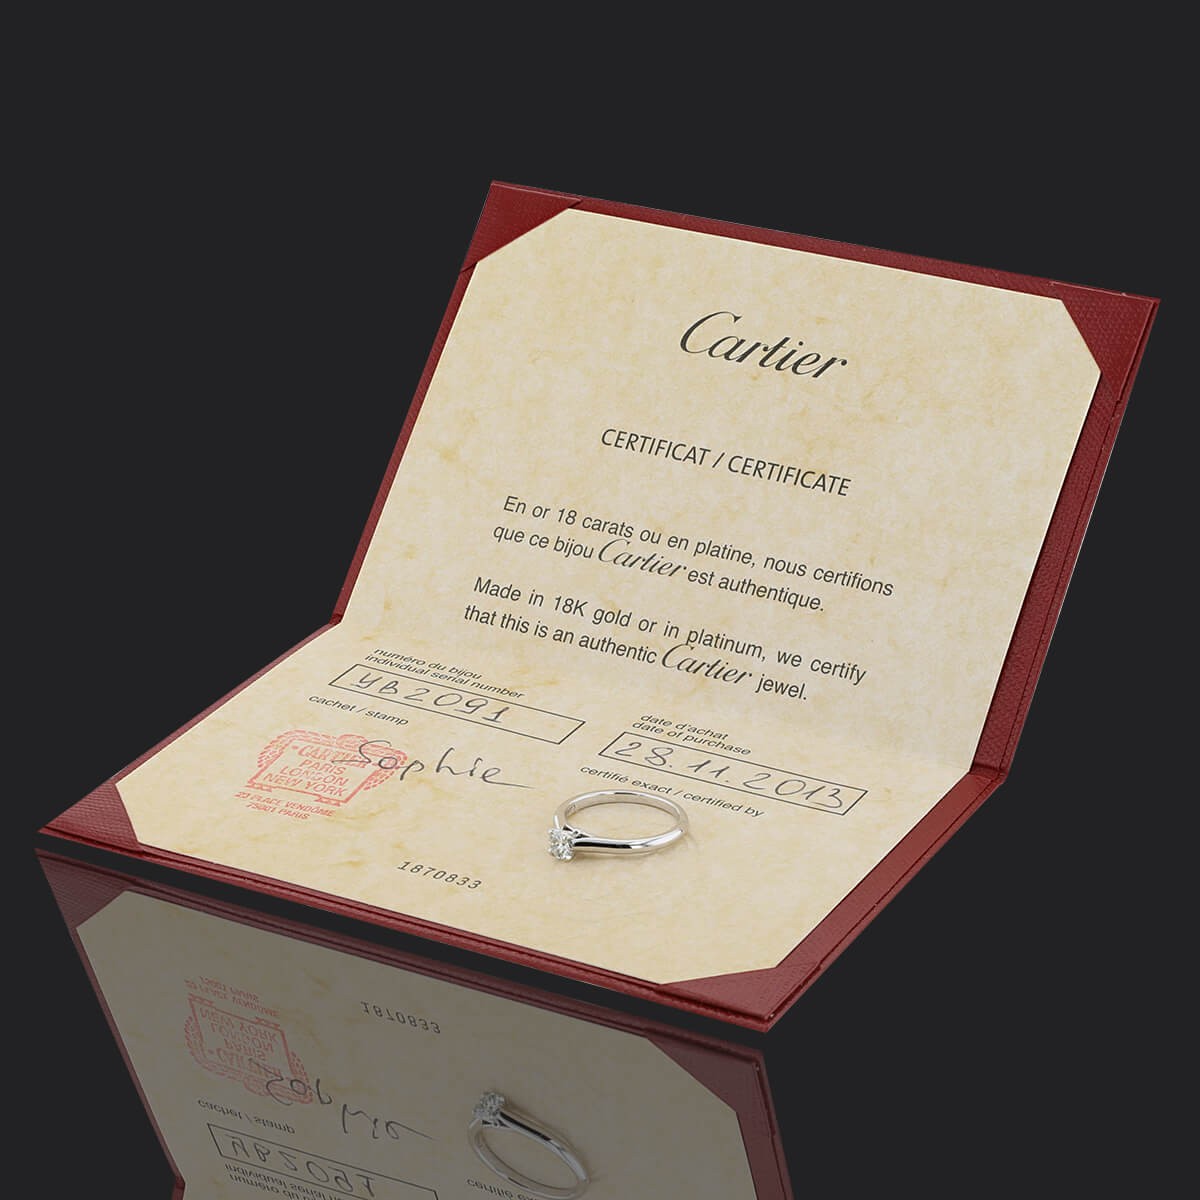 Cartier
CERTIFICAT / CERTIFICATE
En or 18 carats ou en platine, nous certifions
que ce bijou Cartier est authentique.
Made in 18K gold or in platinum, we certify
that this is an authentic Cartier jewel.
numéro du bijou
individual serial number
YB2091
cachet / stamp
date d'achat
date of purchase
28.11.2013
certifié exact / certified by
CARTIER
PARIS
LONDON
NEW YORK
23 PLACE VENDÔME
75001 PARIS
Sophie
1870833